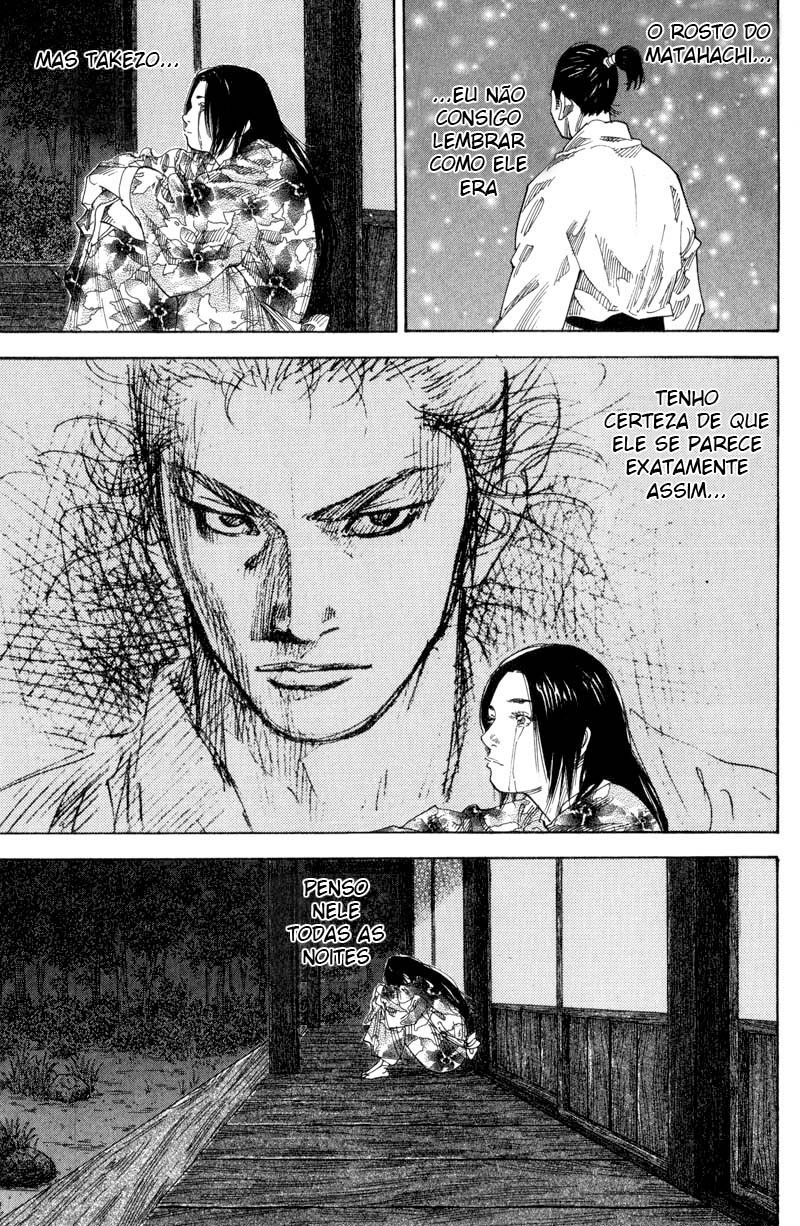 O ROSTO DO
MATAHACHI...
...EU NÃO
CONSIGO
LEMBRAR
COMO ELE
ERA
MAS TAKEZO...
TENHO
CERTEZA DE QUE
ELE SE PARECE
EXATAMENTE
ASSIM...
PENSO
NELE
TODAS AS
NOITES